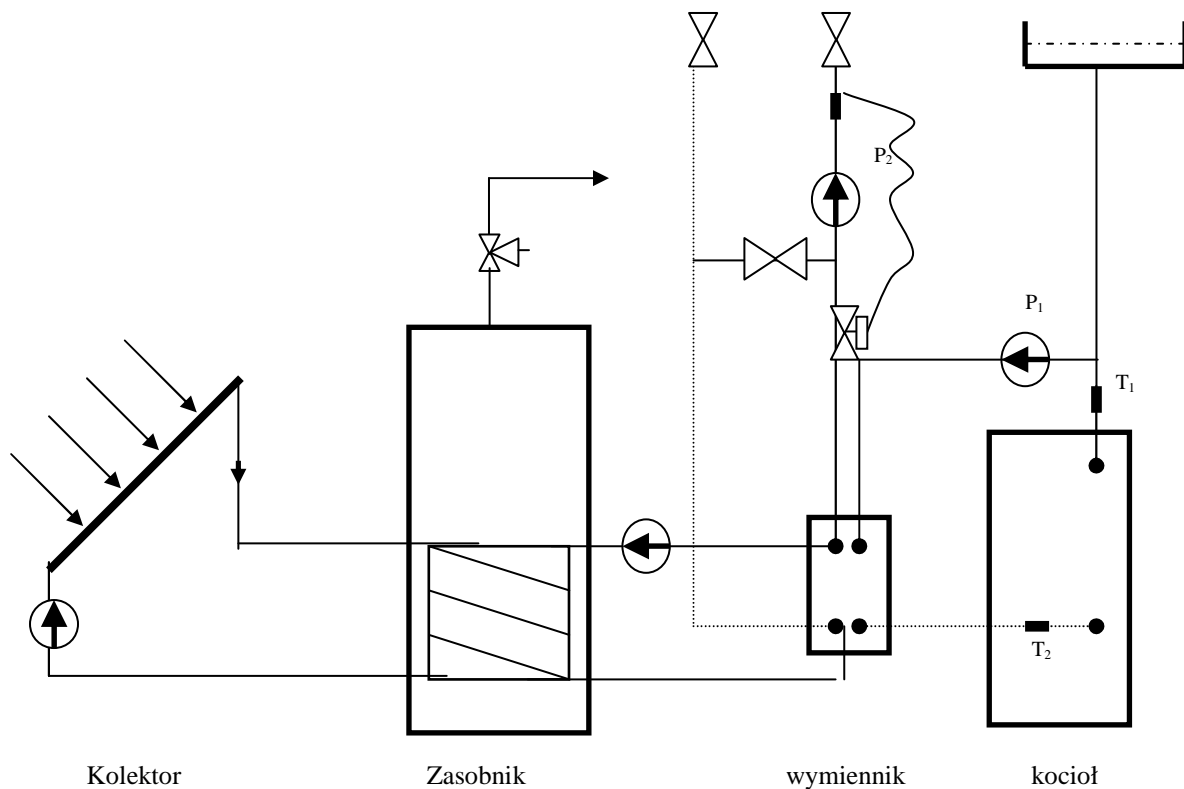 P₂
P₁
T₁
T₂
Kolektor
Zasobnik
wymiennik
kocioł